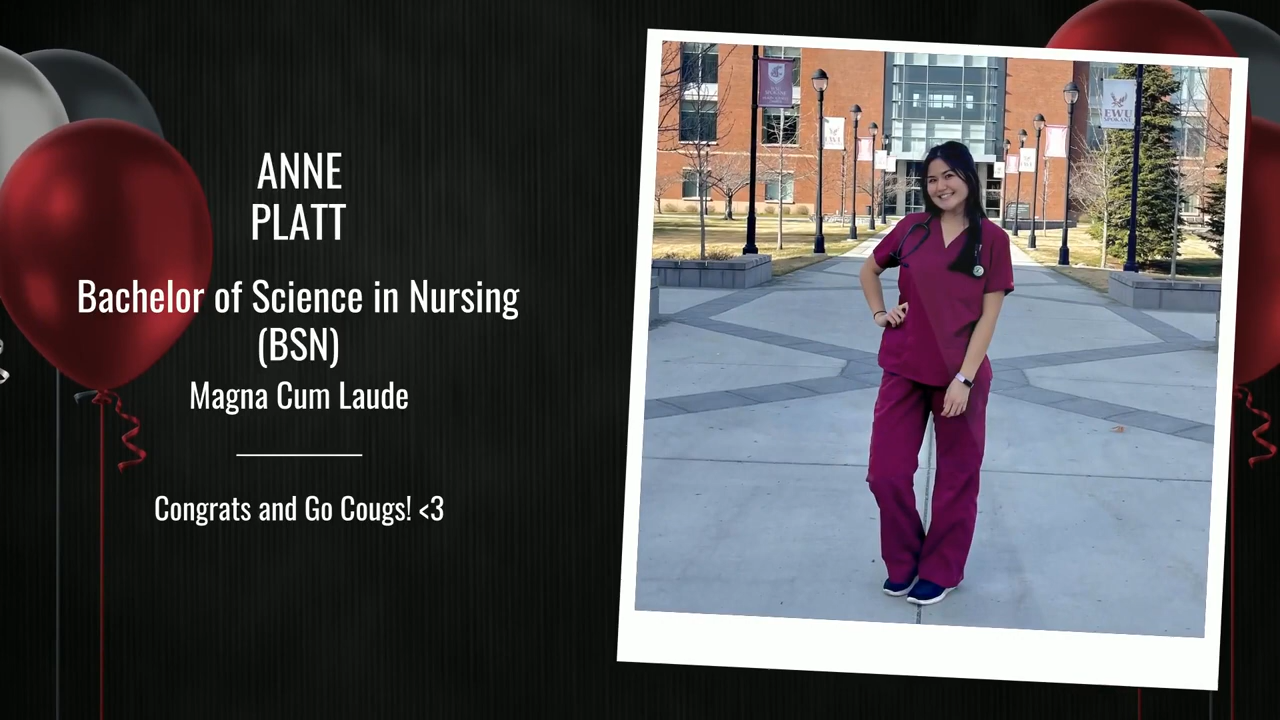 ANNE
PLATT
Bachelor of Science in Nursing
(BSN)
Magna Cum Laude
Congrats and Go Cougs! <3
EWU
SPOKANE